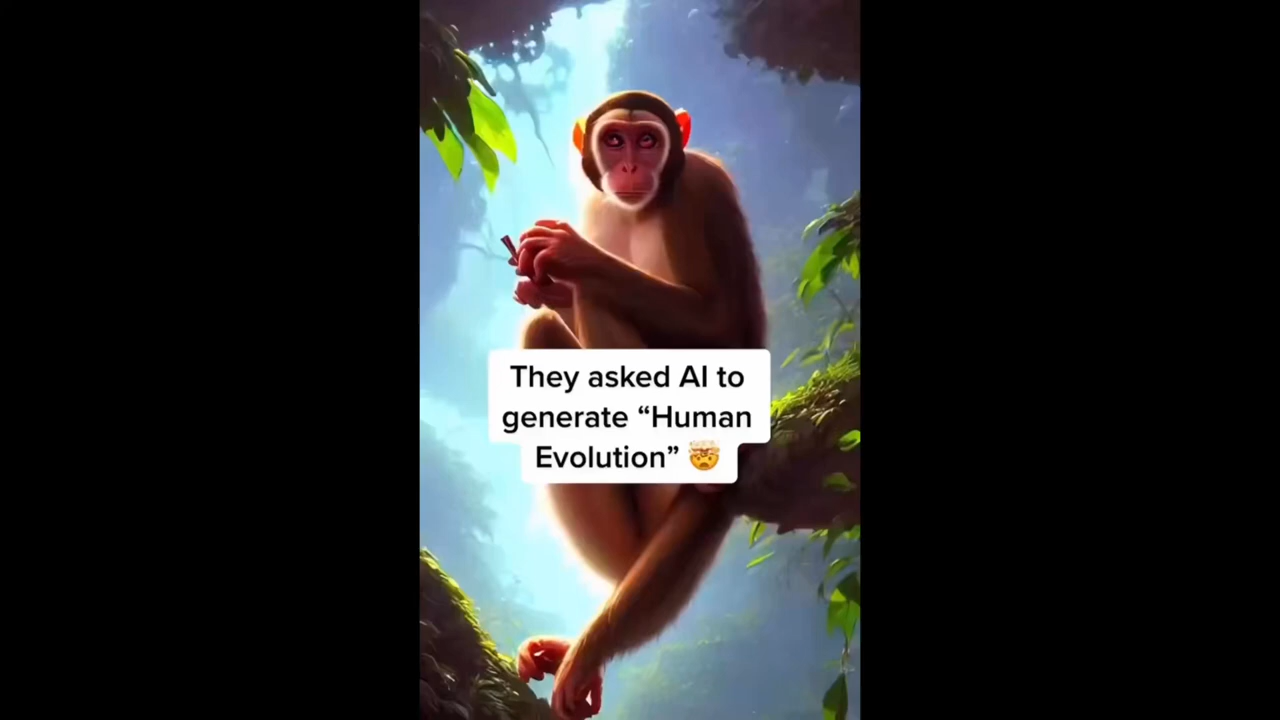 They asked AI to
generate “Human
Evolution” 🤯